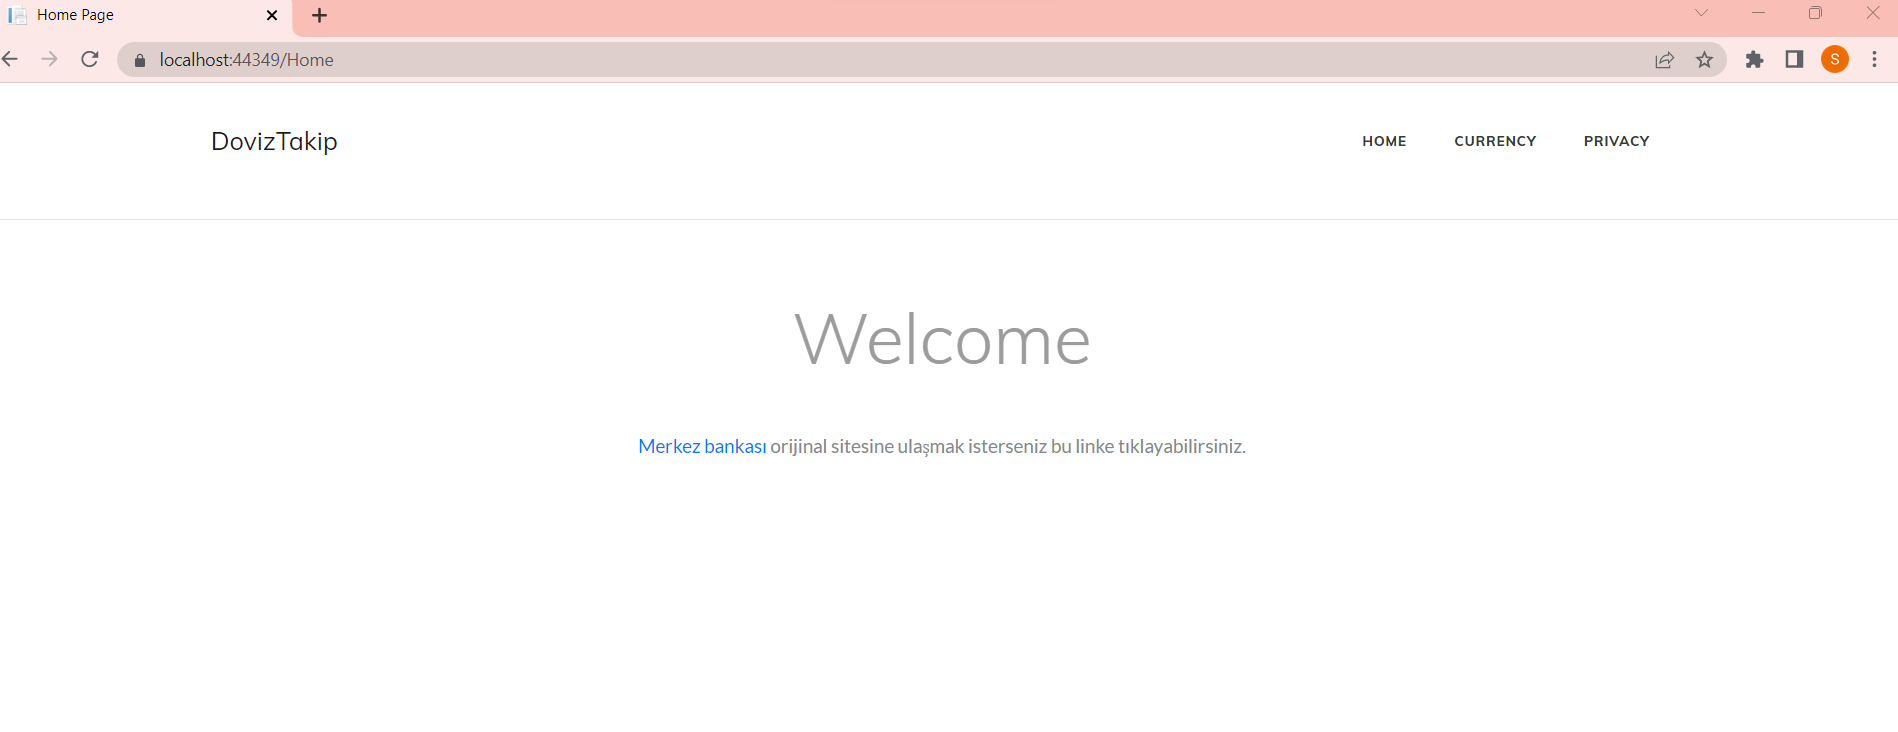 Home Page
localhost:44349/Home
S
DovizTakip
HOME CURRENCY PRIVACY
Welcome
Merkez bankası orijinal sitesine ulaşmak isterseniz bu linke tıklayabilirsiniz.